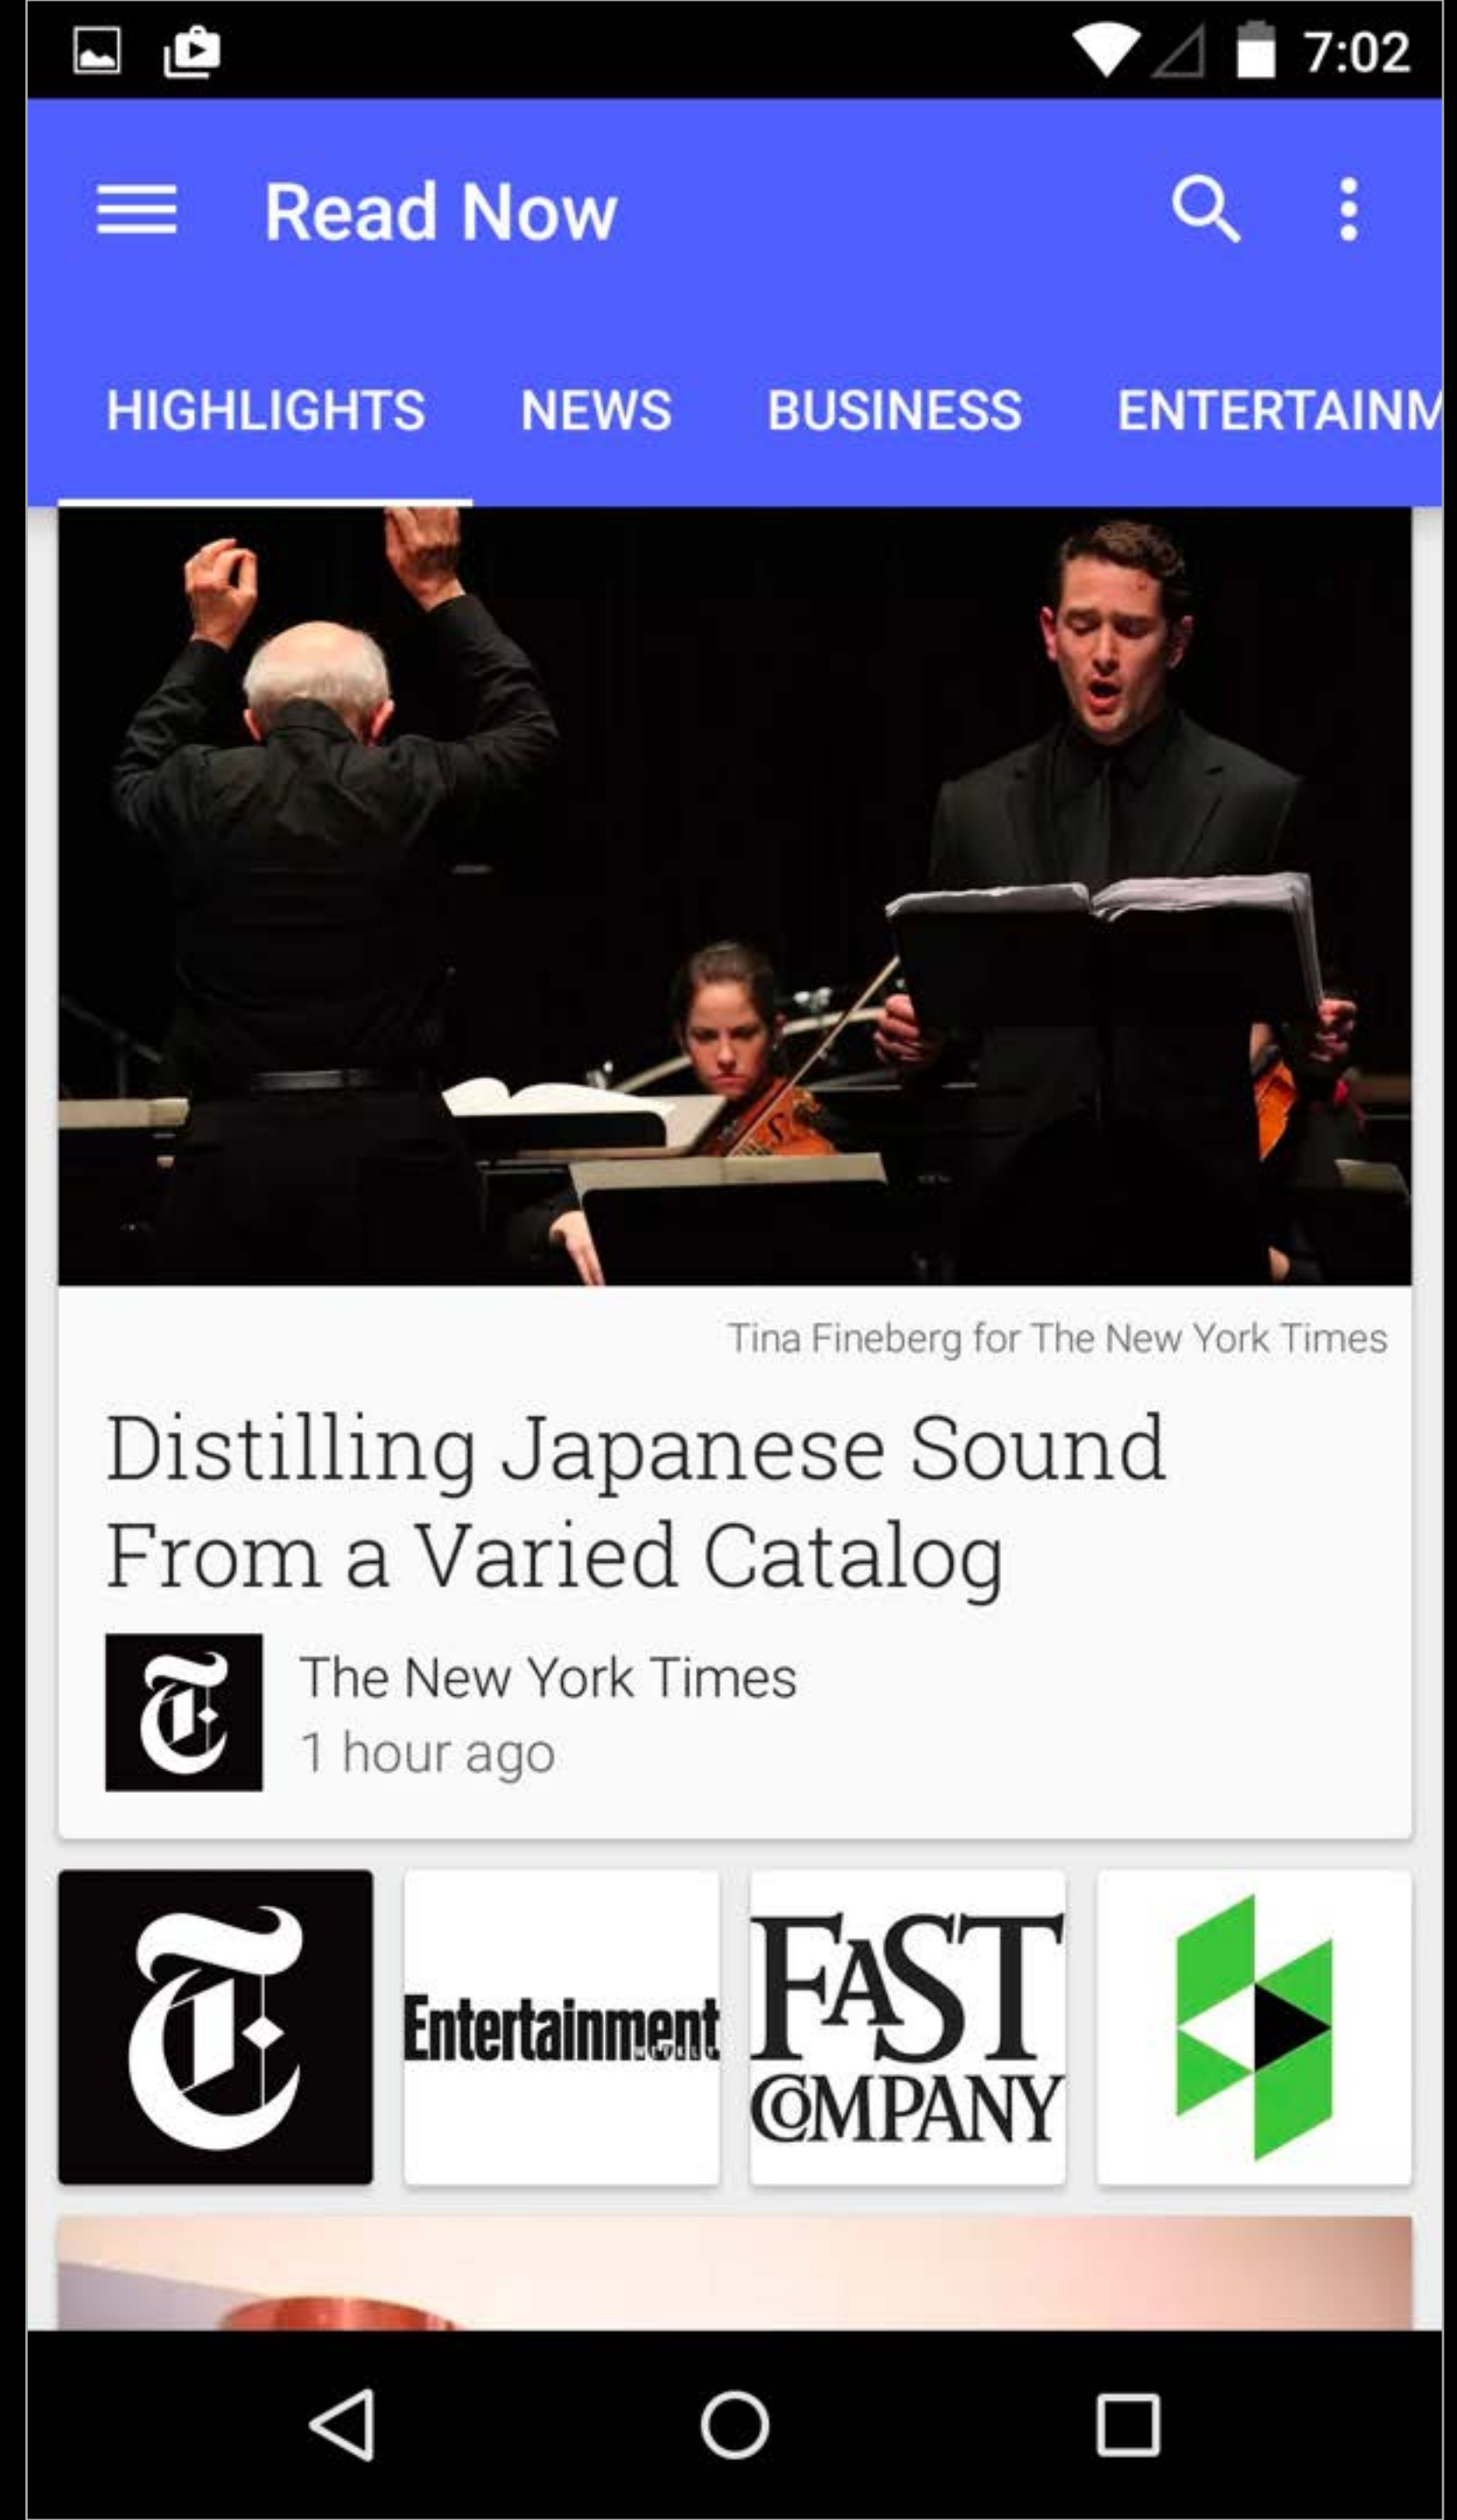 7:02
Read Now
HIGHLIGHTS NEWS BUSINESS ENTERTAINM
Tina Fineberg for The New York Times
Distilling Japanese Sound
From a Varied Catalog
The New York Times
1 hour ago
Entertainment
WEEKLY
FAST
COMPANY